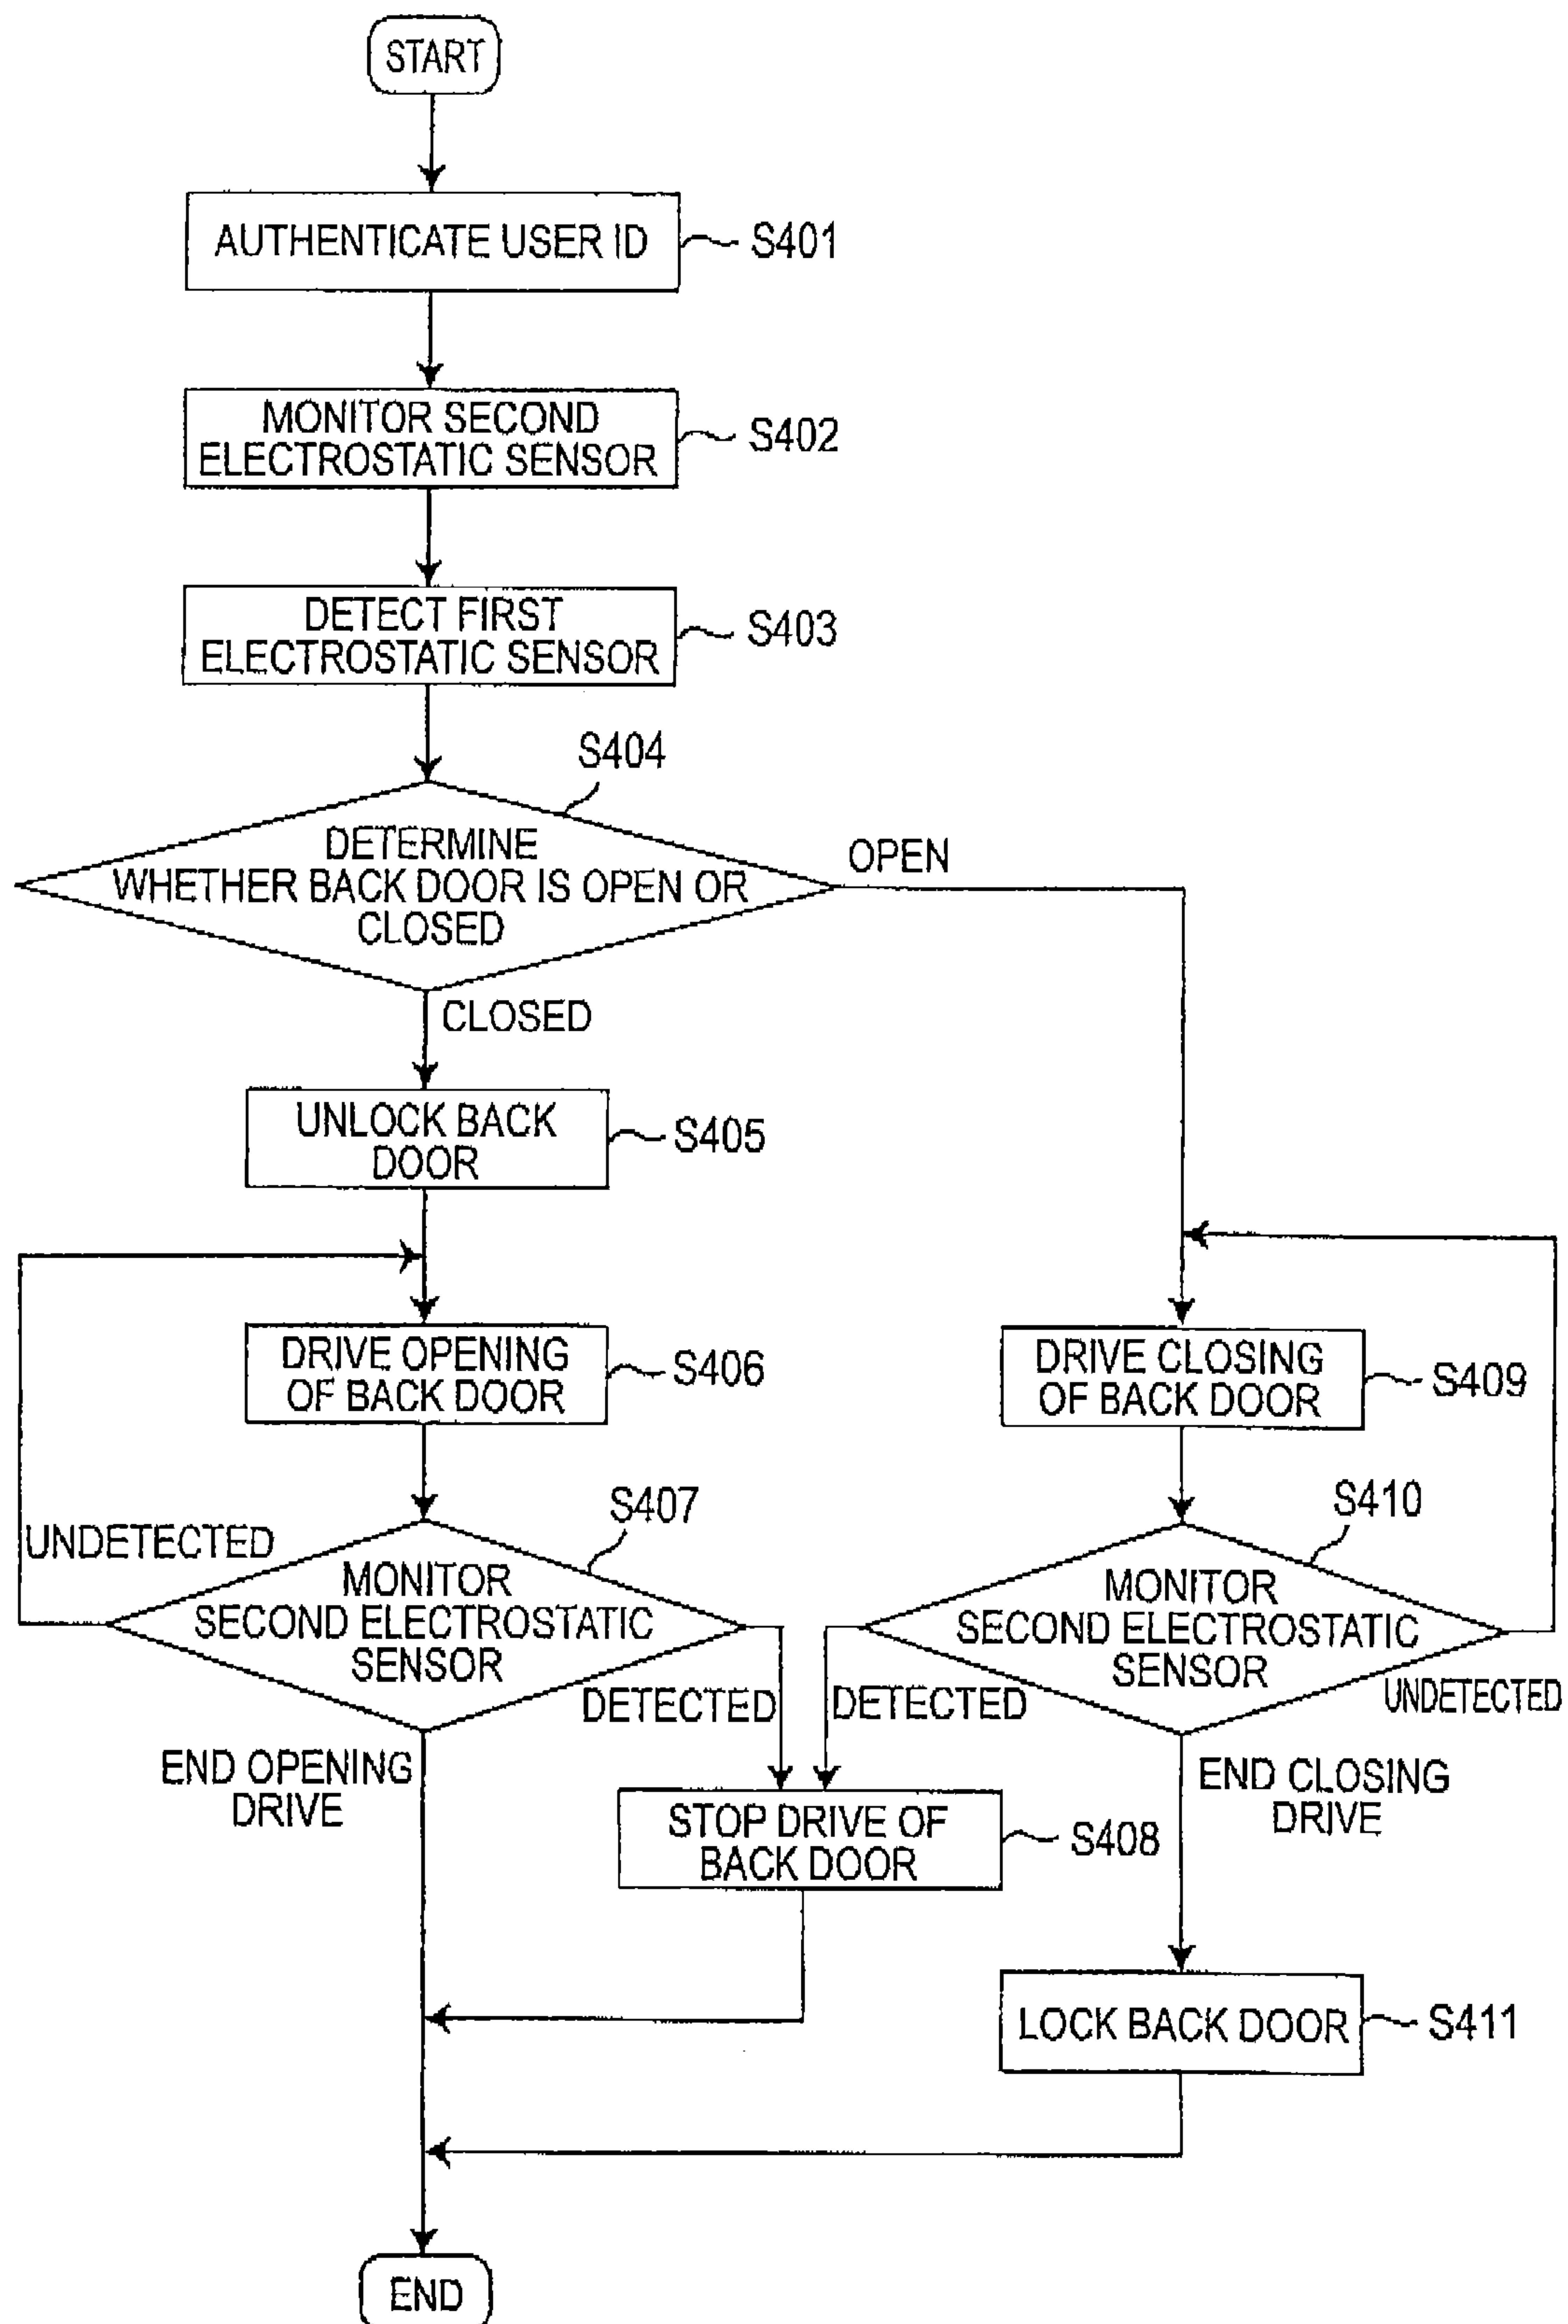 START
AUTHENTICATE USER ID
S401
MONITOR SECOND
ELECTROSTATIC SENSOR
S402
DETECT FIRST
ELECTROSTATIC SENSOR
S403
S404
DETERMINE
WHETHER BACK DOOR IS OPEN OR
CLOSED
OPEN
CLOSED
UNLOCK BACK
DOOR
S405
DRIVE OPENING
OF BACK DOOR
S406
DRIVE CLOSING
OF BACK DOOR
S409
S407
UNDETECTED
MONITOR
SECOND ELECTROSTATIC
SENSOR
DETECTED
S410
MONITOR
SECOND ELECTROSTATIC
SENSOR
DETECTED
UNDETECTED
END OPENING
DRIVE
STOP DRIVE OF
BACK DOOR
S408
END CLOSING
DRIVE
LOCK BACK DOOR
S411
END